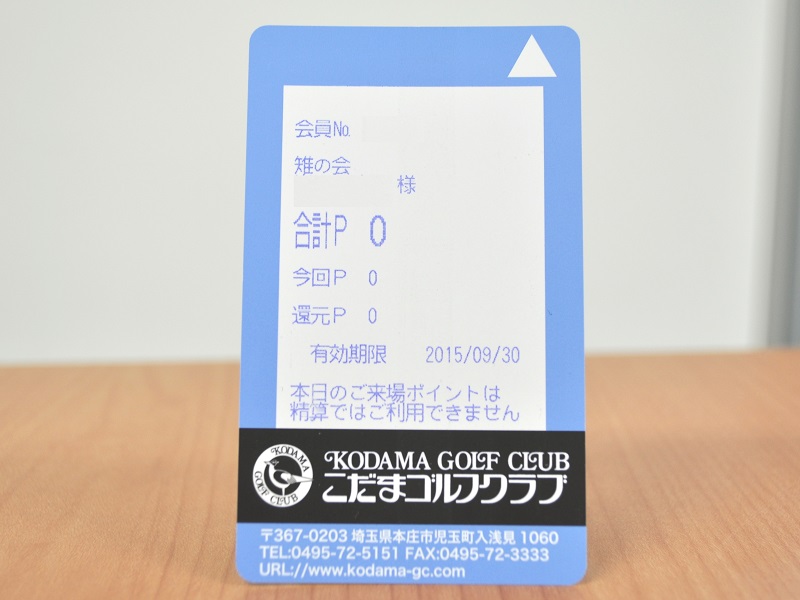 会員No.
雉の会
様
合計P 0
今回P 0
還元P 0
有効期限 2015/09/30
本日のご来場ポイントは
精算ではご利用できません
KODAMA GOLF CLUB
KODAMA GOLF CLUB
こだまゴルフクラブ
〒367-0203 埼玉県本庄市児玉町入浅見 1060
TEL:0495-72-5151 FAX:0495-72-3333
URL://www.kodama-gc.com